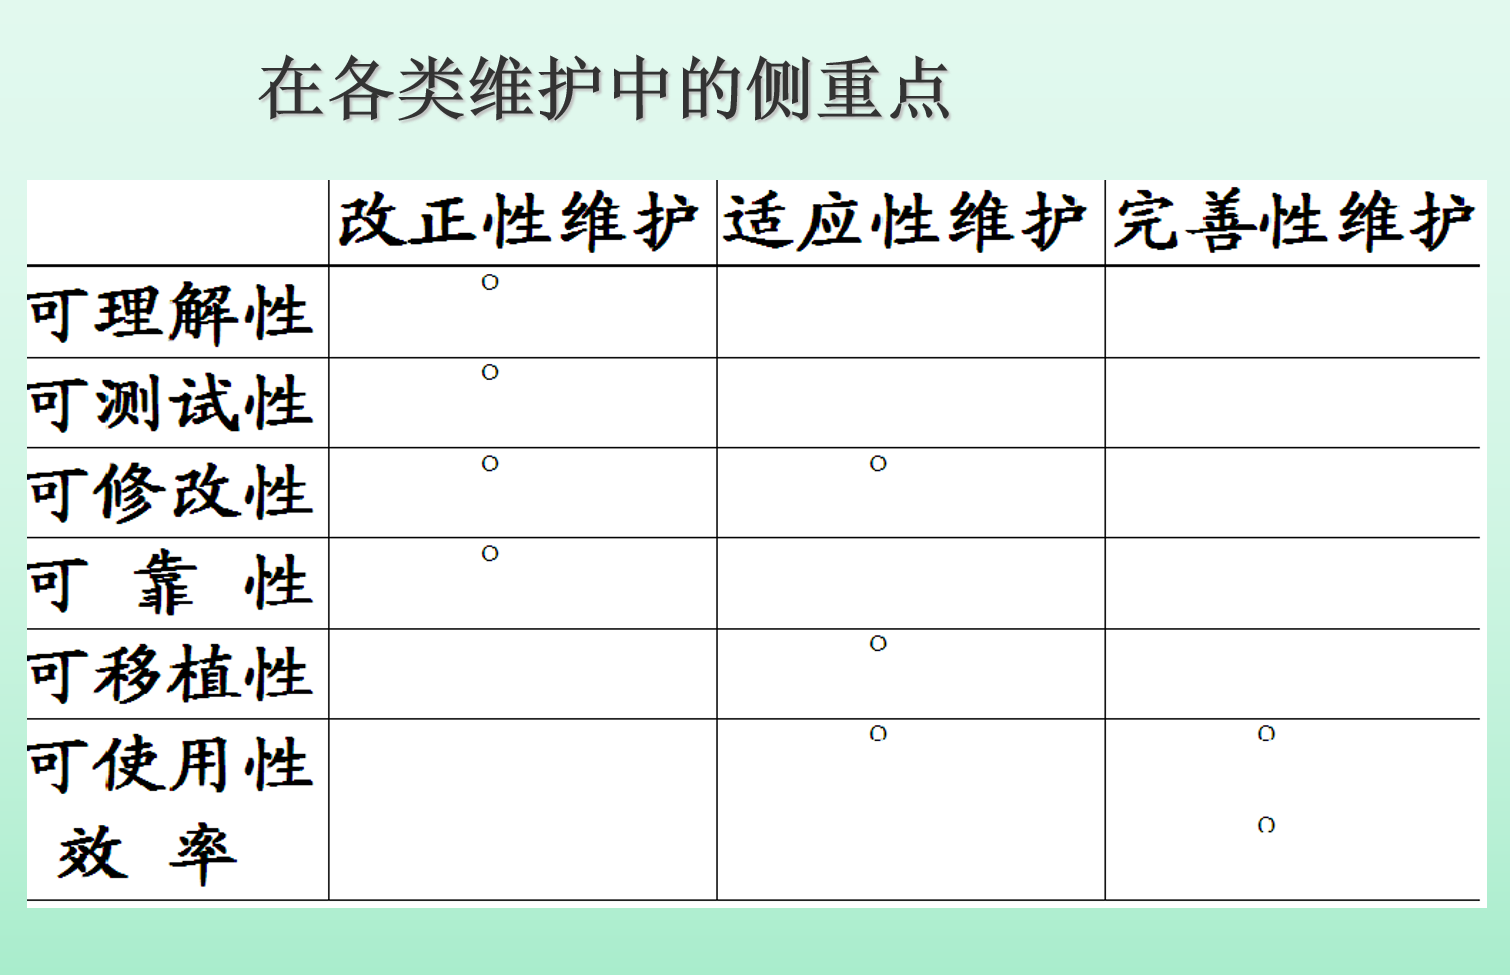 在各类维护中的侧重点
改正性维护 适应性维护 完善性维护
可理解性 ○
可测试性 ○
可修改性 ○ ○
可靠性 ○
可移植性 ○
可使用性 ○ ○
效率 ○